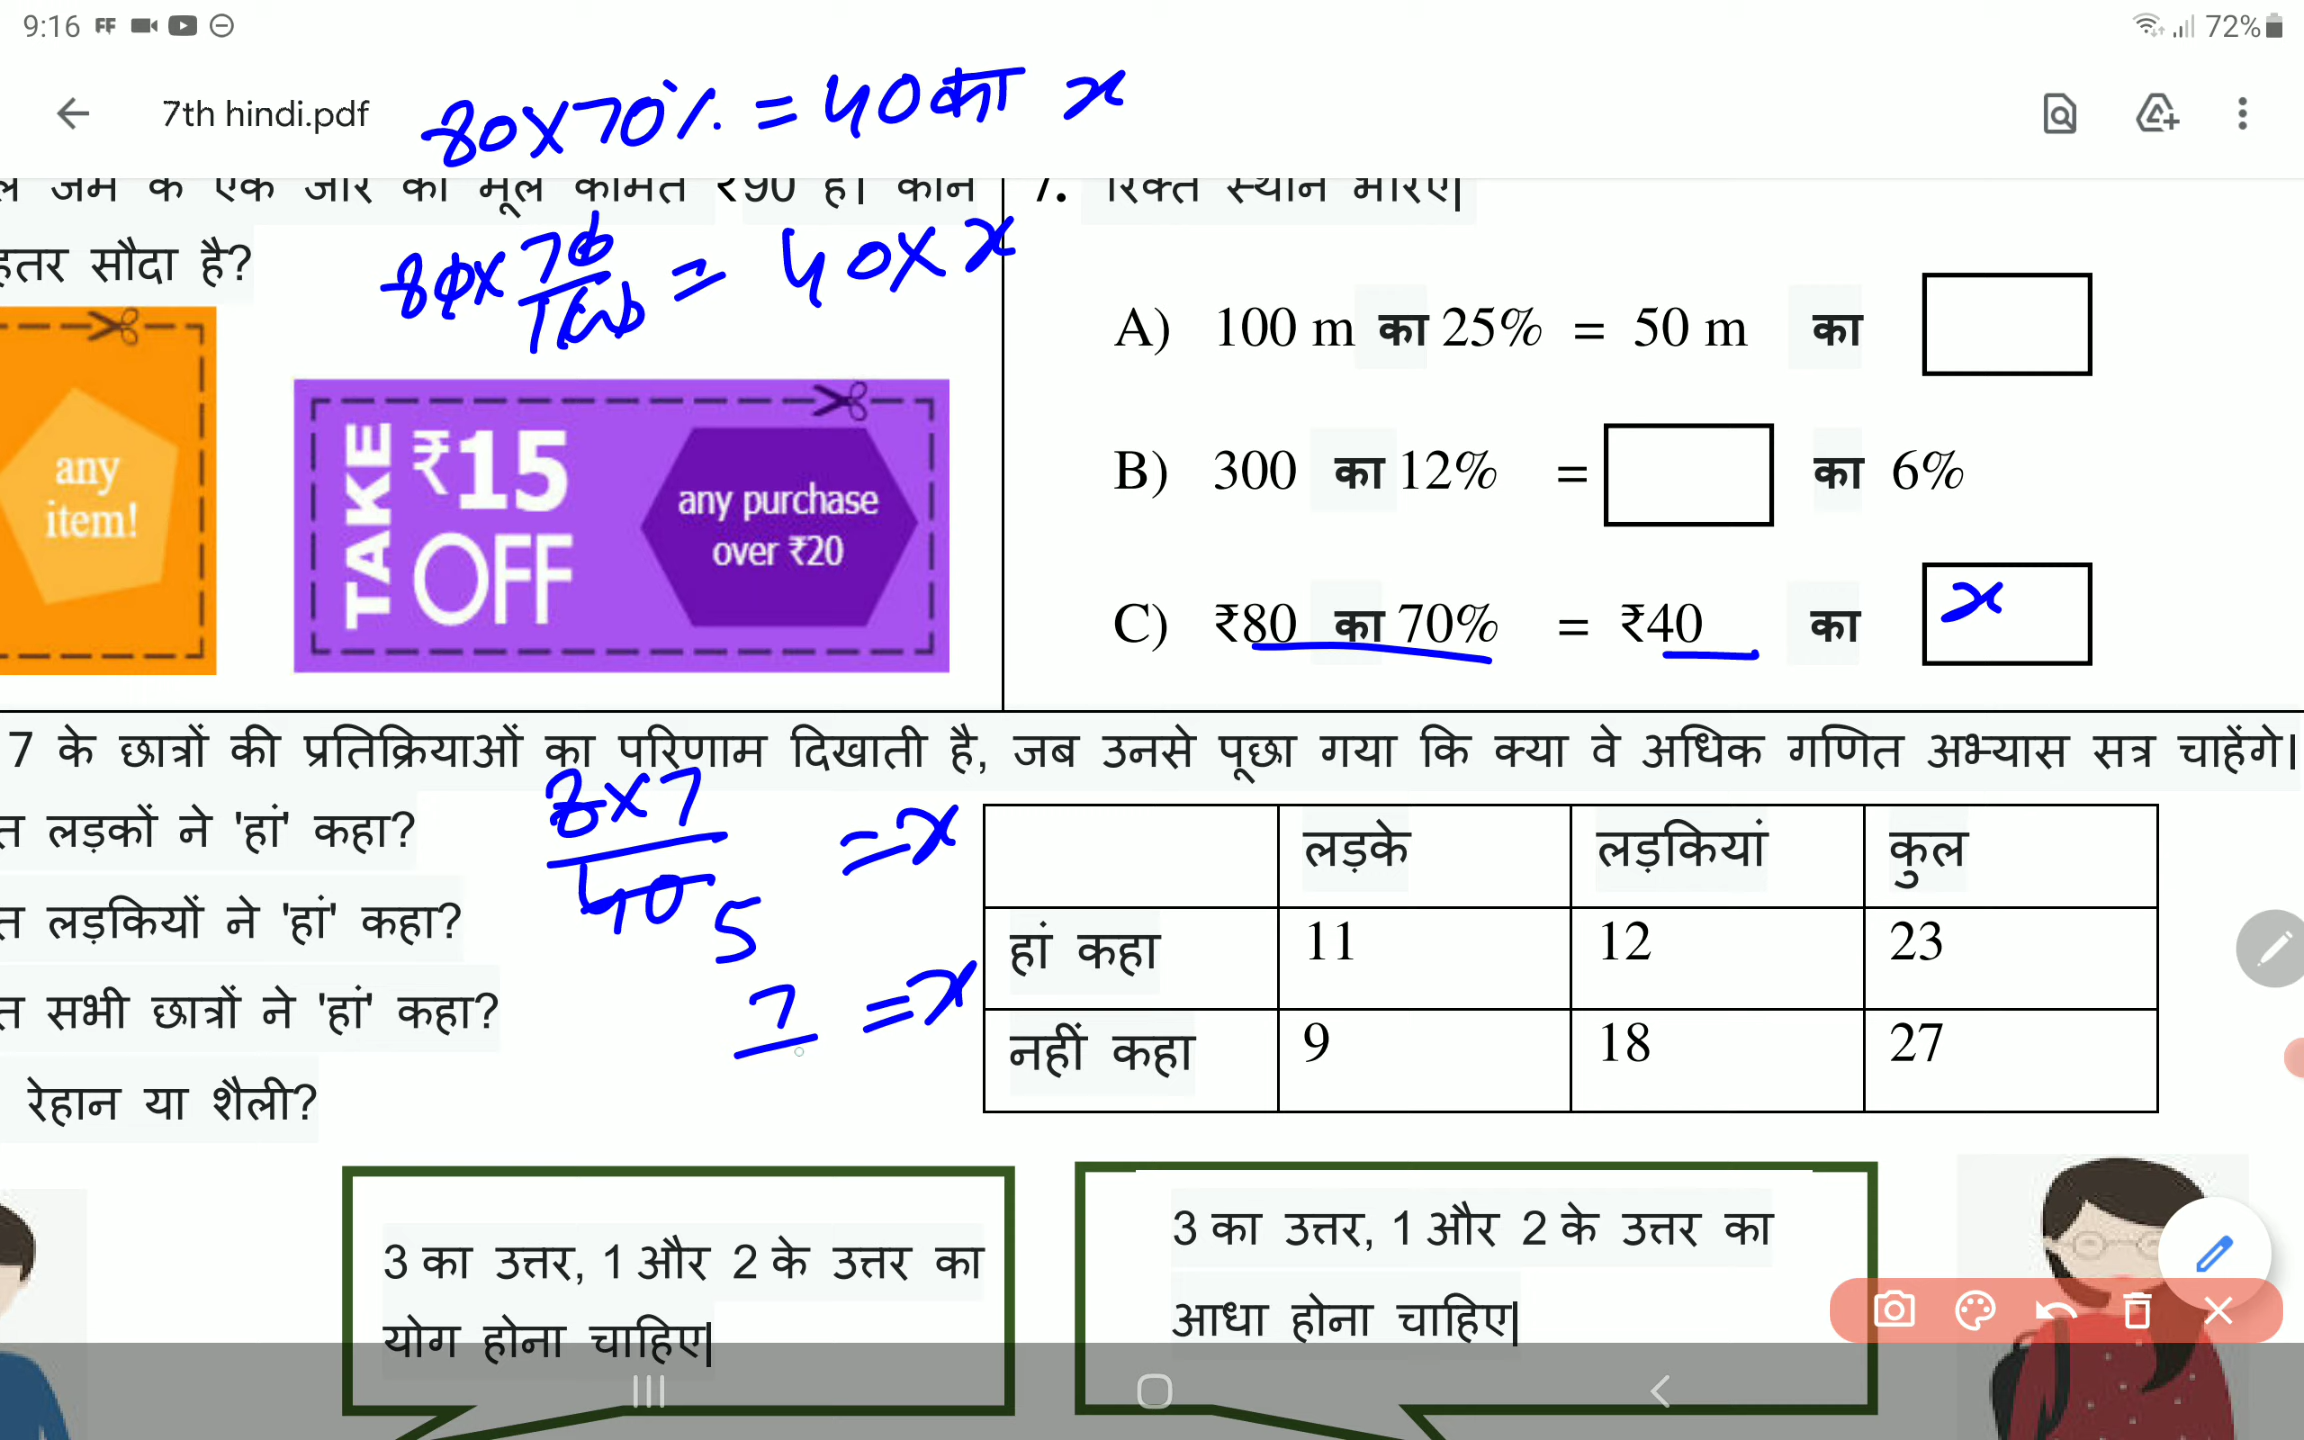 9:16 FF 72%
7th hindi.pdf
80×70% = 40का x
के एक जोर की मूल कीमत ₹90 है। कौन
हतर सौदा है?
80×70/100 = 40×x
any
item!
TAKE ₹15 OFF
any purchase
over ₹20
7. रिक्त स्थान भरिए|
A) 100 m का 25% = 50 m का
B) 300 का 12% = का 6%
C) ₹80 का 70% = ₹40 का x
7 के छात्रों की प्रतिक्रियाओं का परिणाम दिखाती है, जब उनसे पूछा गया कि क्या वे अधिक गणित अभ्यास सत्र चाहेंगे।
त लड़कों ने 'हां' कहा?
त लड़कियों ने 'हां' कहा?
त सभी छात्रों ने 'हां' कहा?
रेहान या शैली?
8×7/40 = x
5
7 = x
लड़के लड़कियां कुल
हां कहा 11 12 23
नहीं कहा 9 18 27
3 का उत्तर, 1 और 2 के उत्तर का
योग होना चाहिए|
3 का उत्तर, 1 और 2 के उत्तर का
आधा होना चाहिए|